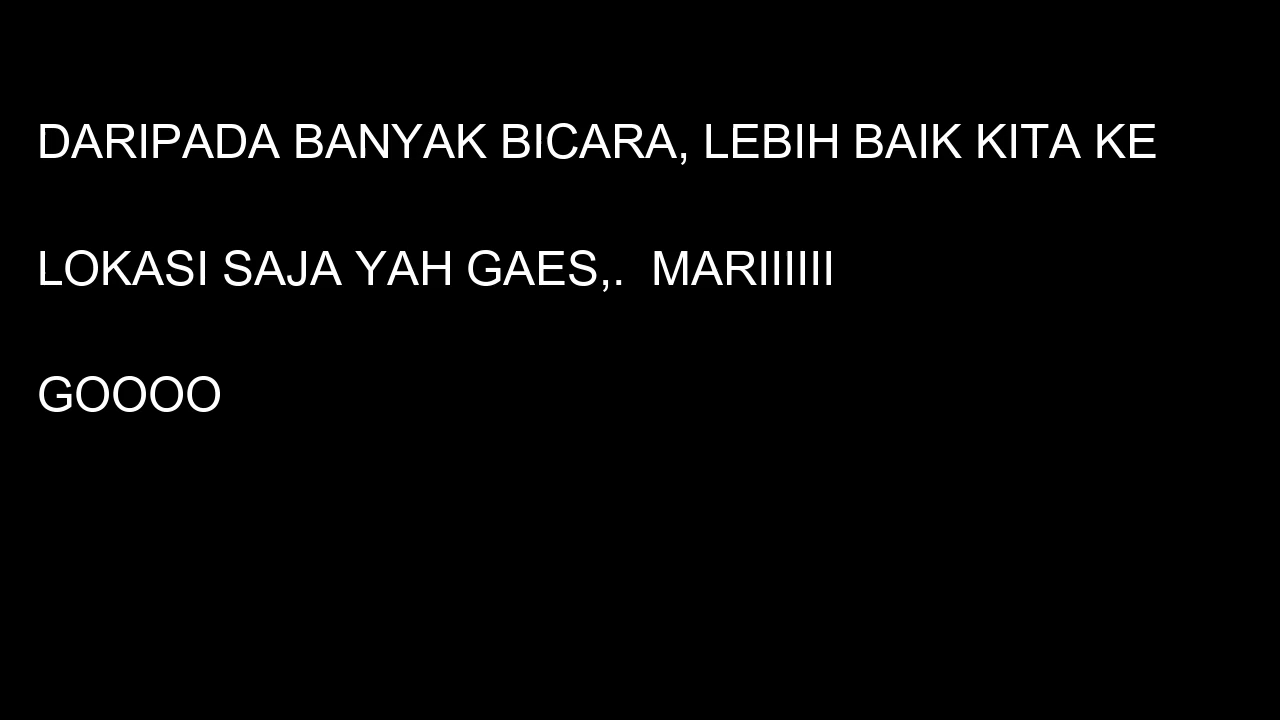 DARIPADA BANYAK BICARA, LEBIH BAIK KITA KE
LOKASI SAJA YAH GAES,.  MARIIIIII
GOOOO